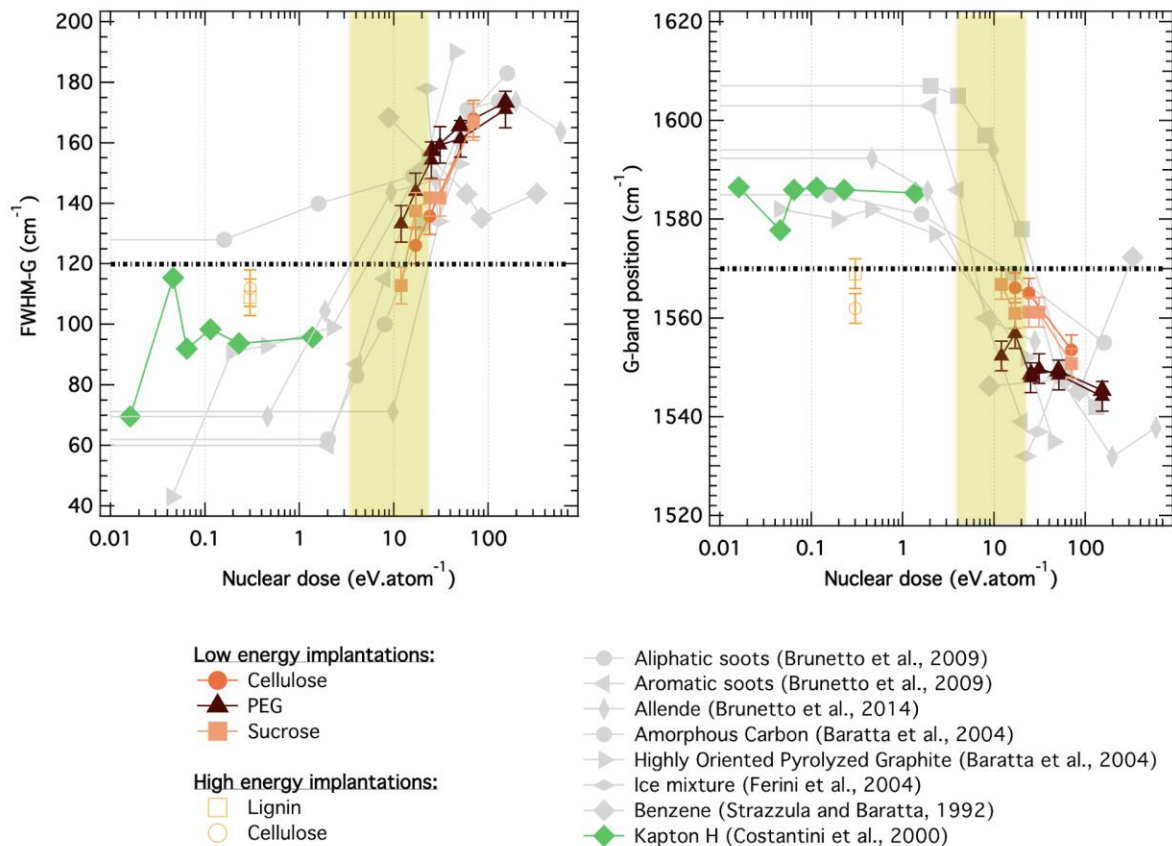 200
180
160
140
120
100
80
60
40
FWHM-G (cm-1)
0.01 0.1 1 10 100
Nuclear dose (eV.atom-1)
1620
1600
1580
1560
1540
1520
G-band position (cm-1)
0.01 0.1 1 10 100
Nuclear dose (eV.atom-1)
Low energy implantations:
Cellulose
PEG
Sucrose
High energy implantations:
Lignin
Cellulose
Aliphatic soots (Brunetto et al., 2009)
Aromatic soots (Brunetto et al., 2009)
Allende (Brunetto et al., 2014)
Amorphous Carbon (Baratta et al., 2004)
Highly Oriented Pyrolyzed Graphite (Baratta et al., 2004)
Ice mixture (Ferini et al., 2004)
Benzene (Strazzula and Baratta, 1992)
Kapton H (Costantini et al., 2000)